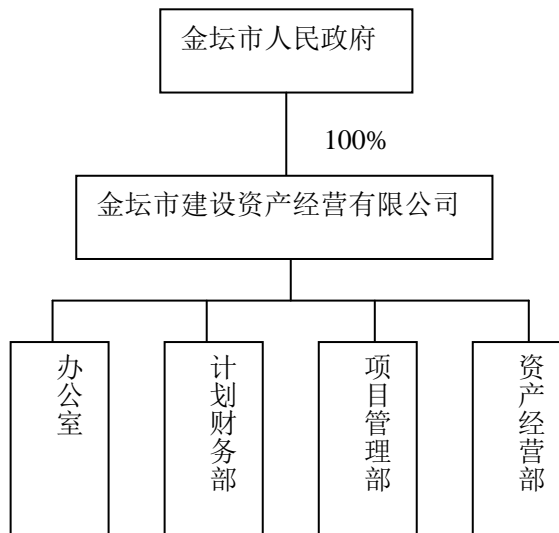 金坛市人民政府
100%
金坛市建设资产经营有限公司
办公室
计划财务部
项目管理部
资产经营部